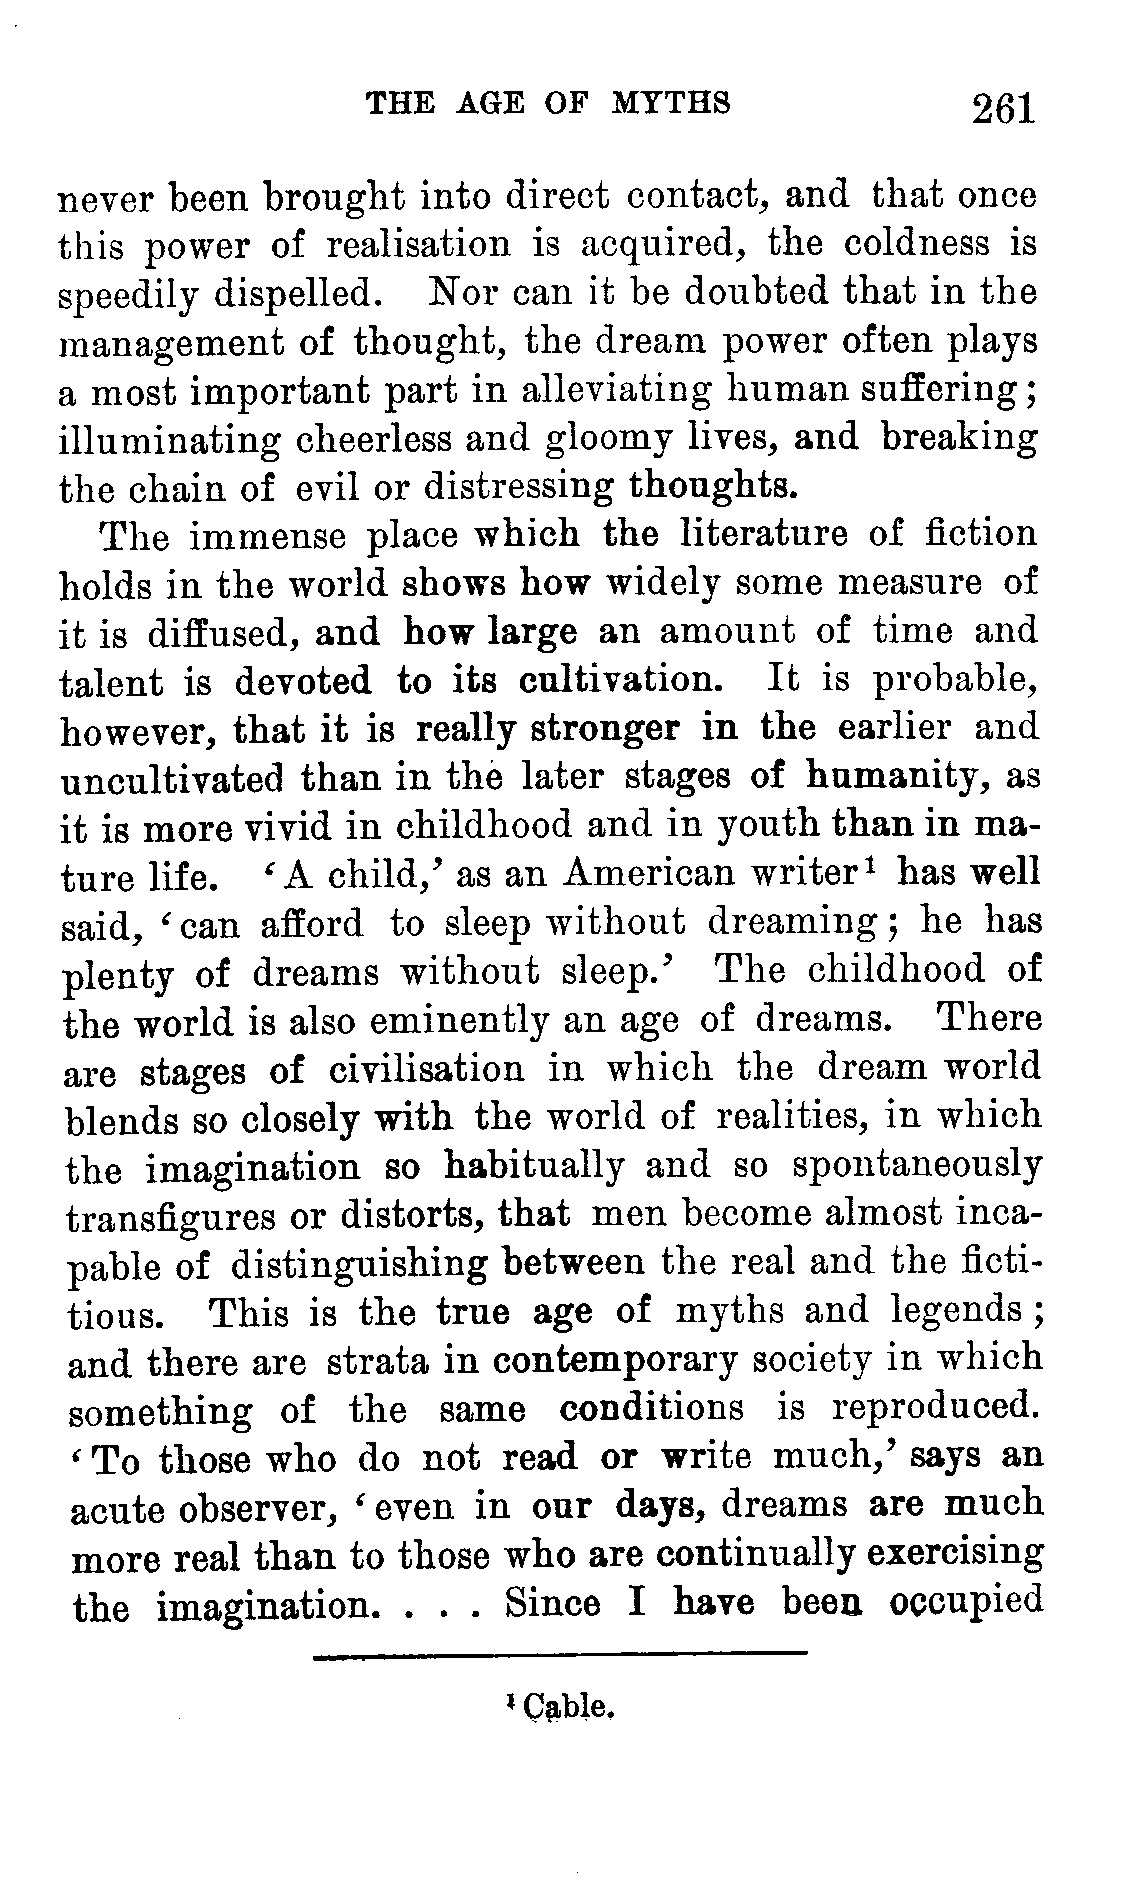 THE AGE OF MYTHS 261
never been brought into direct contact, and that once
this power of realisation is acquired, the coldness is
speedily dispelled. Nor can it be doubted that in the
management of thought, the dream power often plays
a most important part in alleviating human suffering;
illuminating cheerless and gloomy lives, and breaking
the chain of evil or distressing thoughts.
The immense place which the literature of fiction
holds in the world shows how widely some measure of
it is diffused, and how large an amount of time and
talent is devoted to its cultivation. It is probable,
however, that it is really stronger in the earlier and
uncultivated than in the later stages of humanity, as
it is more vivid in childhood and in youth than in ma-
ture life. ‘A child,’ as an American writer¹ has well
said, ‘can afford to sleep without dreaming; he has
plenty of dreams without sleep.’ The childhood of
the world is also eminently an age of dreams. There
are stages of civilisation in which the dream world
blends so closely with the world of realities, in which
the imagination so habitually and so spontaneously
transfigures or distorts, that men become almost inca-
pable of distinguishing between the real and the ficti-
tious. This is the true age of myths and legends;
and there are strata in contemporary society in which
something of the same conditions is reproduced.
‘To those who do not read or write much,’ says an
acute observer, ‘even in our days, dreams are much
more real than to those who are continually exercising
the imagination. . . . Since I have been occupied
¹ Cable.